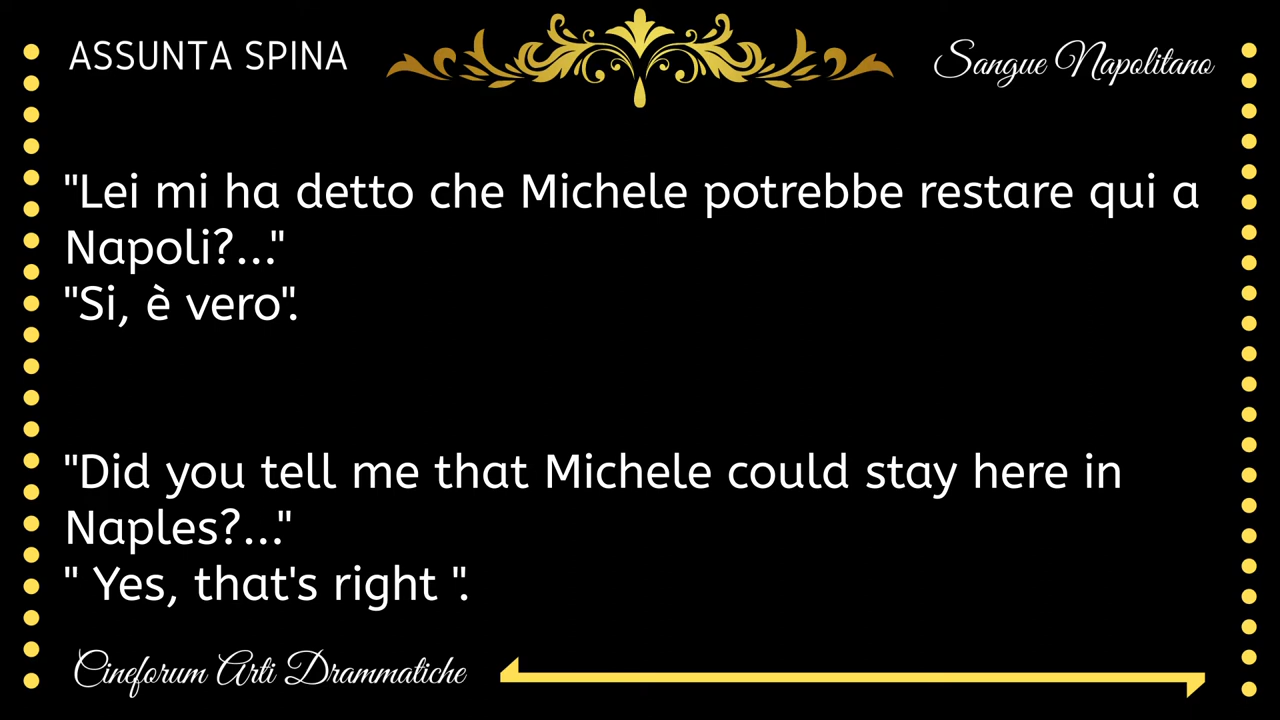 ASSUNTA SPINA
Sangue Napolitano
"Lei mi ha detto che Michele potrebbe restare qui a
Napoli?..."
"Si, è vero".
"Did you tell me that Michele could stay here in
Naples?..."
" Yes, that's right ".
Cineforum Arti Drammatiche